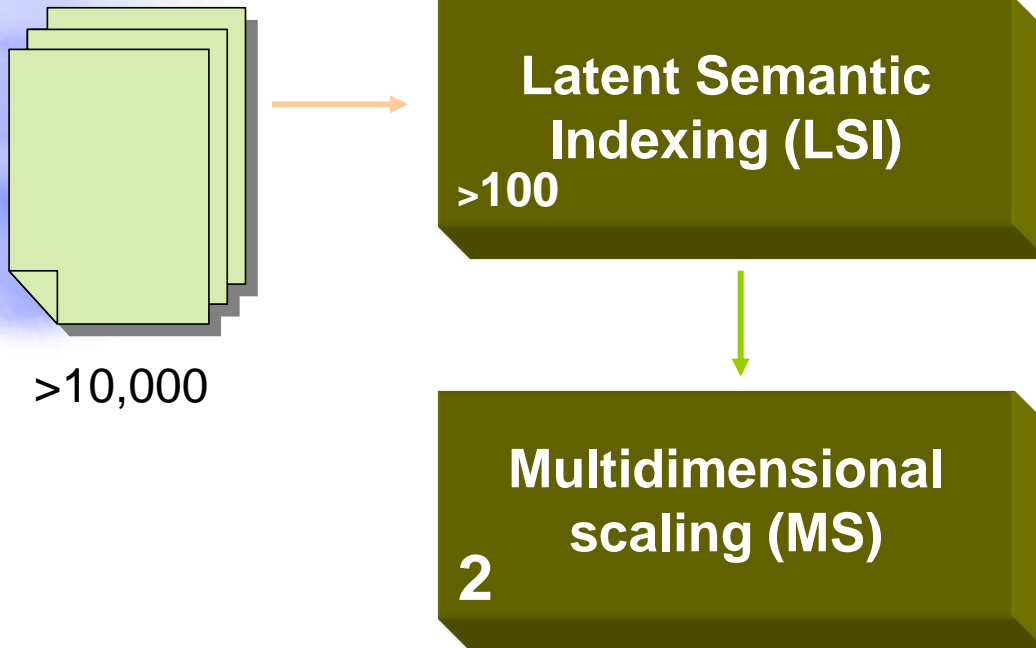 >10,000
Latent Semantic
Indexing (LSI)
>100
Multidimensional
scaling (MS)
2